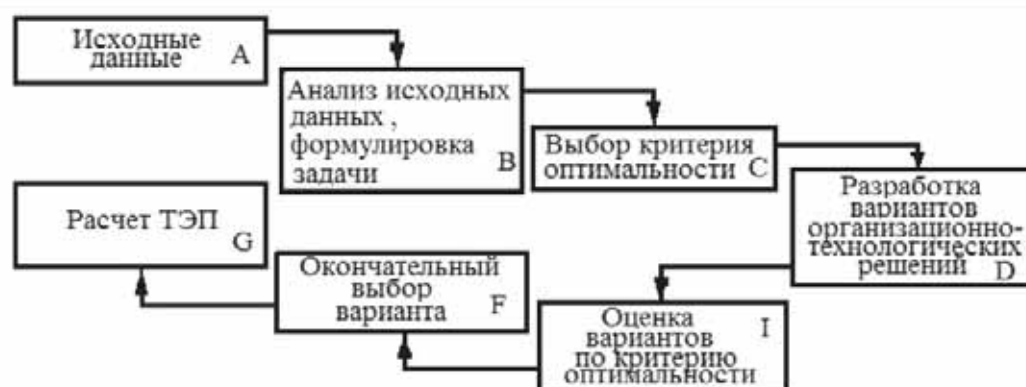 Исходные
данные
A
Анализ исходных
данных ,
формулировка
задачи
B
Выбор критерия
оптимальности
C
Разработка
вариантов
организационно-
технологических
решений
D
Оценка
вариантов
по критерию
оптимальности
I
Окончательный
выбор
варианта
F
Расчет ТЭП
G